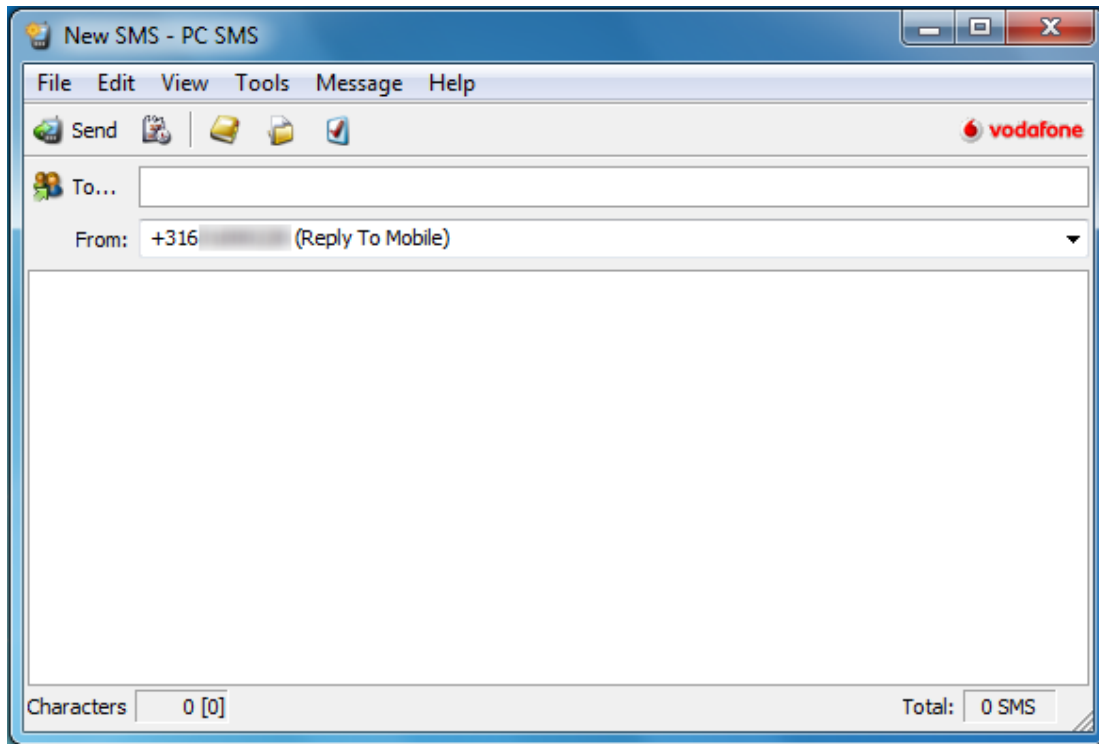 New SMS - PC SMS
File Edit View Tools Message Help
Send vodafone
To...
From: +316 (Reply To Mobile)
Characters 0 [0] Total: 0 SMS